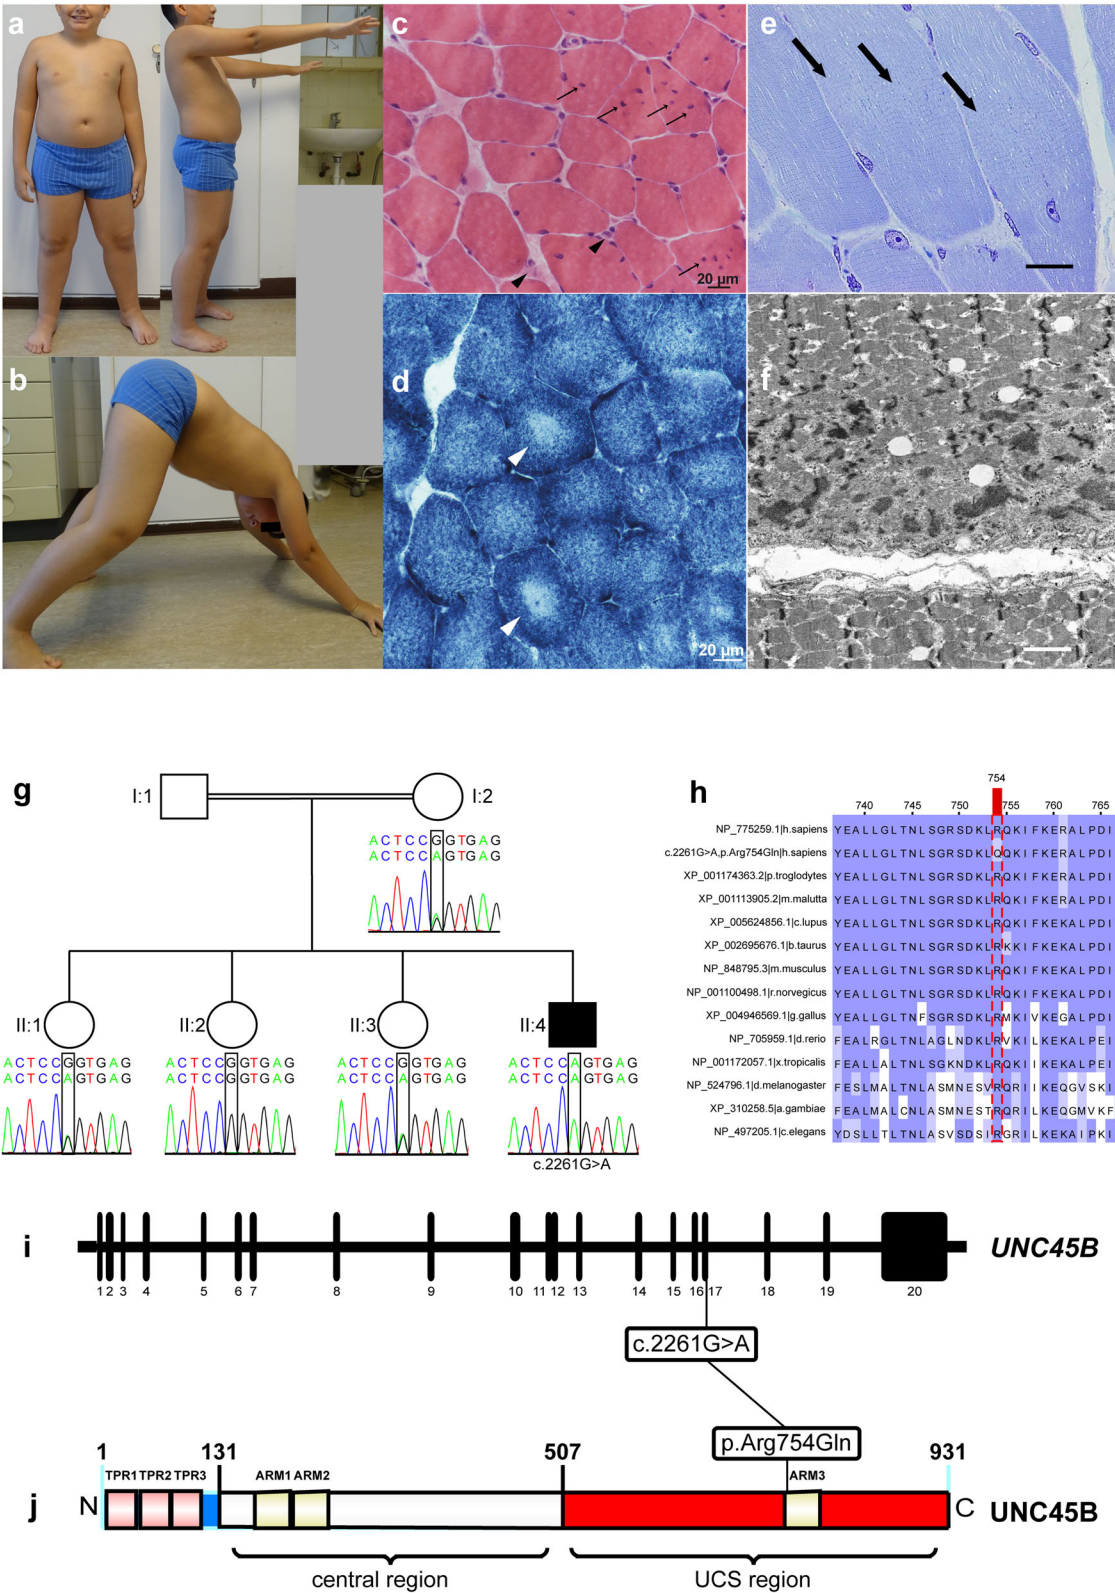 a
c
e
20 µm
b
d
f
20 µm
g
I:1
I:2
ACTCCGGTGAG
ACTCCAGTGAG
II:1
II:2
II:3
II:4
ACTCCGGTGAG
ACTCCAGTGAG
ACTCCGGTGAG
ACTCCGGTGAG
ACTCCGGTGAG
ACTCCAGTGAG
ACTCCAGTGAG
ACTCCAGTGAG
c.2261G>A
h
754
740 745 750 755 760 765
NP_775259.1|h.sapiens YEALLGLTNLSGRSDKLRQKIFKERALPDI
c.2261G>A,p.Arg754Gln|h.sapiens YEALLGLTNLSGRSDKLQQKIFKERALPDI
XP_001174363.2|p.troglodytes YEALLGLTNLSGRSDKLRQKIFKERALPDI
XP_001113905.2|m.malutta YEALLGLTNLSGRSDKLRQKIFKERALPDI
XP_005624856.1|c.lupus YEALLGLTNLSGRSDKLRQKIFKEKALPDI
XP_002695676.1|b.taurus YEALLGLTNLSGRSDKLRKKIFKEKALPDI
NP_848795.3|m.musculus YEALLGLTNLSGRSDKLRQKIFKEKALPDI
NP_001100498.1|r.norvegicus YEALLGLTNLSGRSDKLRQKIFKEKALPDI
XP_004946569.1|g.gallus YEALLGLTNFSGRSDKLRMKIVKEGALPDI
NP_705959.1|d.rerio FEALRGLTNLAGLNDKLRVKILKEKALPEI
NP_001172057.1|x.tropicalis FEALLALTNLSGKNDKLRQKILKEKALPEI
NP_524796.1|d.melanogaster FESLMALTNLASMNESVRQRIIKEQGVSKI
XP_310258.5|a.gambiae FEALMALCNLASMNESTRQRILKEQGMVKF
NP_497205.1|c.elegans YDSLLTLTNLASVSDSIRGRILKEKAIPKI
i
UNC45B
1 2 3 4 5 6 7 8 9 10 11 12 13 14 15 16 17 18 19 20
c.2261G>A
p.Arg754Gln
1 131 507 931
TPR1 TPR2 TPR3 ARM1 ARM2 ARM3
j
N
C
UNC45B
central region
UCS region